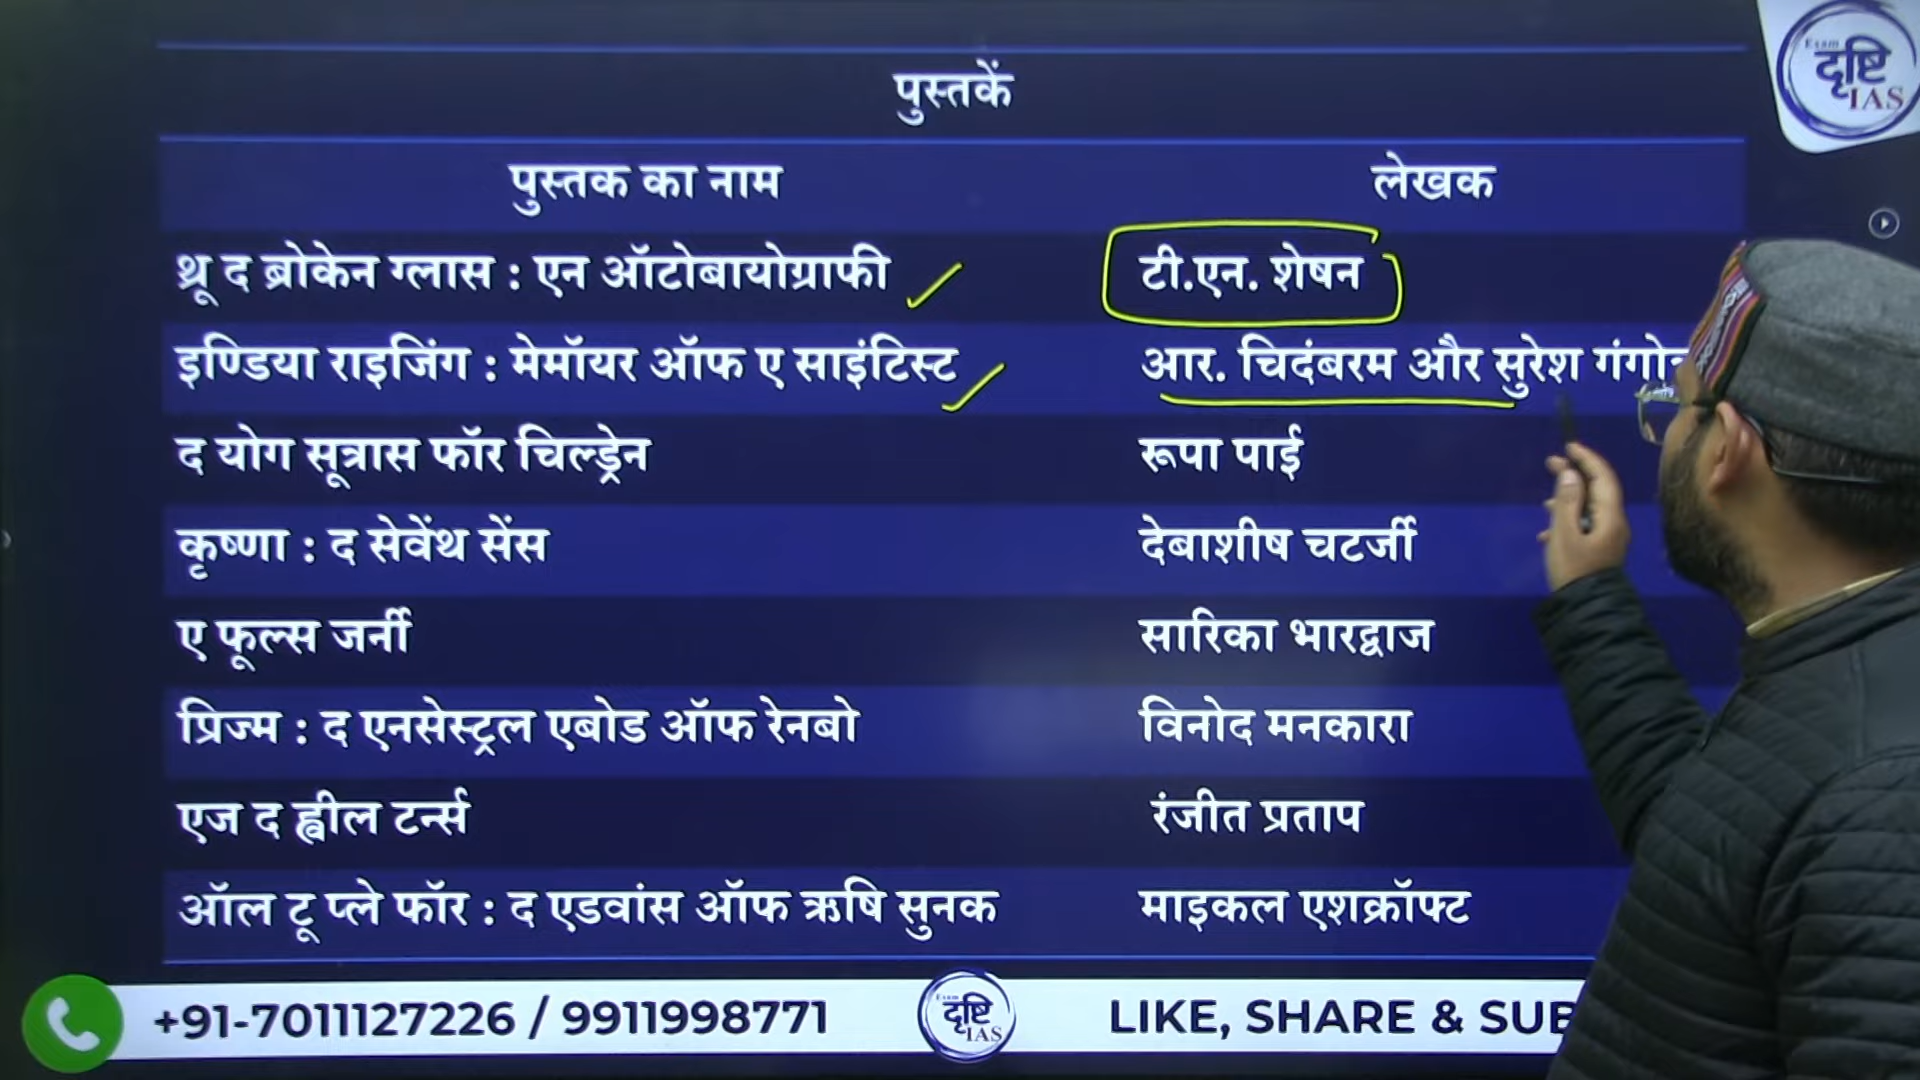 Exam
दृष्टि
IAS
पुस्तकें
पुस्तक का नाम लेखक
थ्रू द ब्रोकेन ग्लास : एन ऑटोबायोग्राफी टी.एन. शेषन
इण्डिया राइजिंग : मेमॉयर ऑफ ए साइंटिस्ट आर. चिदंबरम और सुरेश
द योग सूत्रास फॉर चिल्ड्रेन रूपा पाई
कृष्णा : द सेवेंथ सेंस देबाशीष चटर्जी
ए फूल्स जर्नी सारिका भारद्वाज
प्रिज्म : द एनसेस्ट्रल एबोड ऑफ रेनबो विनोद मनकारा
एज द ह्वील टर्न्स रंजीत प्रताप
ऑल टू प्ले फॉर : द एडवांस ऑफ ऋषि सुनक माइकल एशक्रॉफ्ट
+91-7011127226 / 9911998771 Exam दृष्टि IAS LIKE, SHARE & SUB